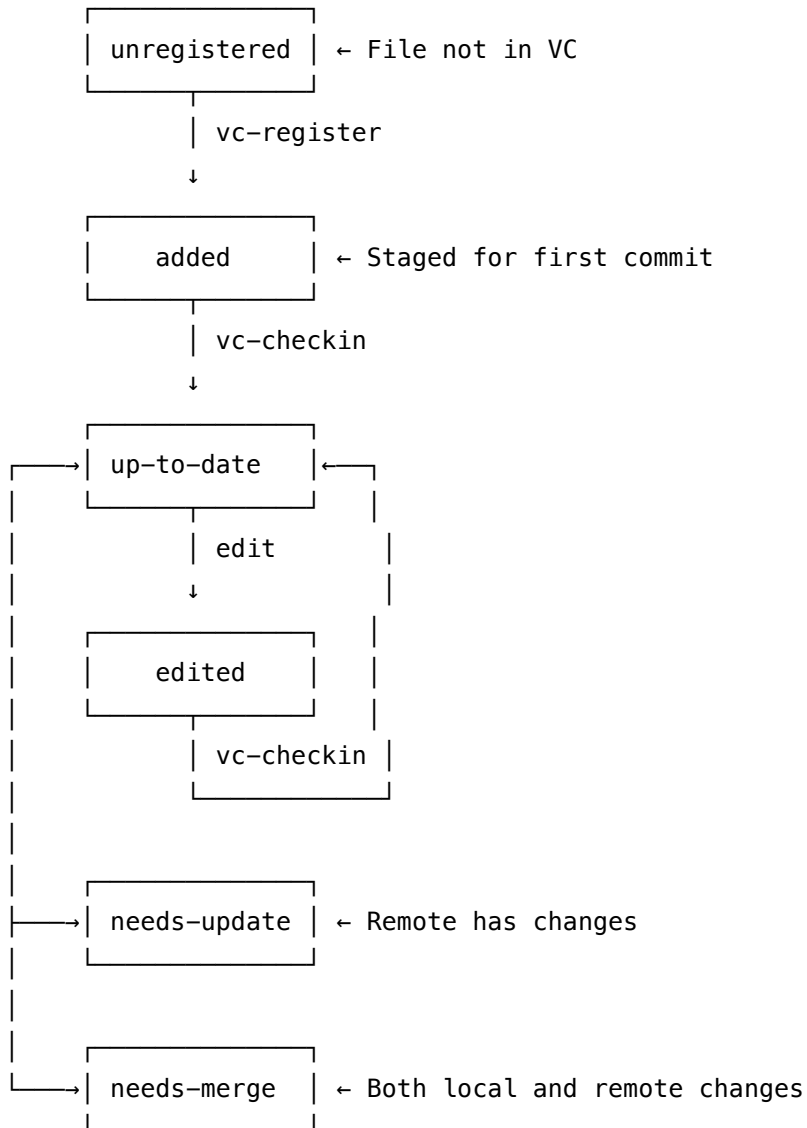 unregistered ← File not in VC
vc-register
↓
added ← Staged for first commit
vc-checkin
↓
up-to-date
edit
↓
edited
vc-checkin
needs-update ← Remote has changes
needs-merge ← Both local and remote changes